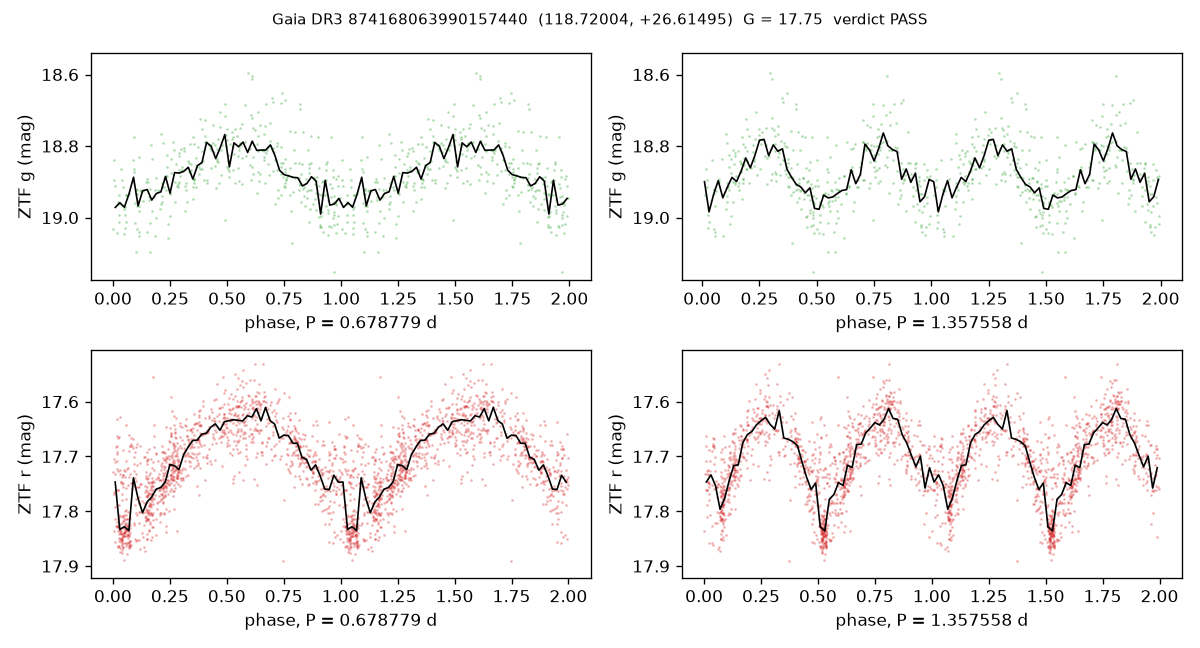 Gaia DR3 874168063990157440 (118.72004, +26.61495) G = 17.75 verdict PASS
ZTF g (mag)
18.6
18.8
19.0
0.00 0.25 0.50 0.75 1.00 1.25 1.50 1.75 2.00
phase, P = 0.678779 d
0.00 0.25 0.50 0.75 1.00 1.25 1.50 1.75 2.00
phase, P = 1.357558 d
ZTF g (mag)
18.6
18.8
19.0
ZTF r (mag)
17.6
17.7
17.8
17.9
0.00 0.25 0.50 0.75 1.00 1.25 1.50 1.75 2.00
phase, P = 0.678779 d
ZTF r (mag)
17.6
17.7
17.8
17.9
0.00 0.25 0.50 0.75 1.00 1.25 1.50 1.75 2.00
phase, P = 1.357558 d